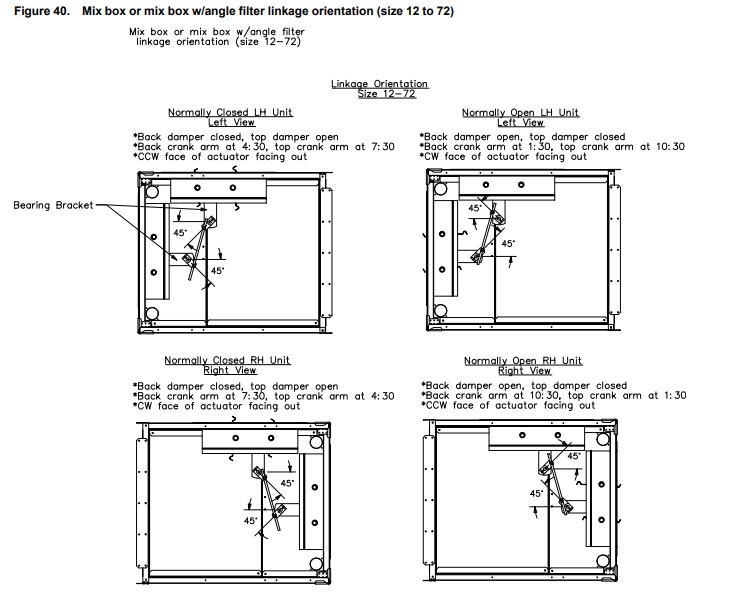 Figure 40. Mix box or mix box w/angle filter linkage orientation (size 12 to 72)
Mix box or mix box w/angle filter
linkage orientation (size 12-72)
Linkage Orientation
Size 12-72
Normally Closed LH Unit
Left View
*Back damper closed, top damper open
*Back crank arm at 4:30, top crank arm at 7:30
*CCW face of actuator facing out
Normally Open LH Unit
Left View
*Back damper open, top damper closed
*Back crank arm at 1:30, top crank arm at 10:30
*CW face of actuator facing out
Bearing Bracket
45°
45°
45°
45°
Normally Closed RH Unit
Right View
*Back damper closed, top damper open
*Back crank arm at 7:30, top crank arm at 4:30
*CW face of actuator facing out
Normally Open RH Unit
Right View
*Back damper open, top damper closed
*Back crank arm at 10:30, top crank arm at 1:30
*CCW face of actuator facing out
45°
45°
45°
45°